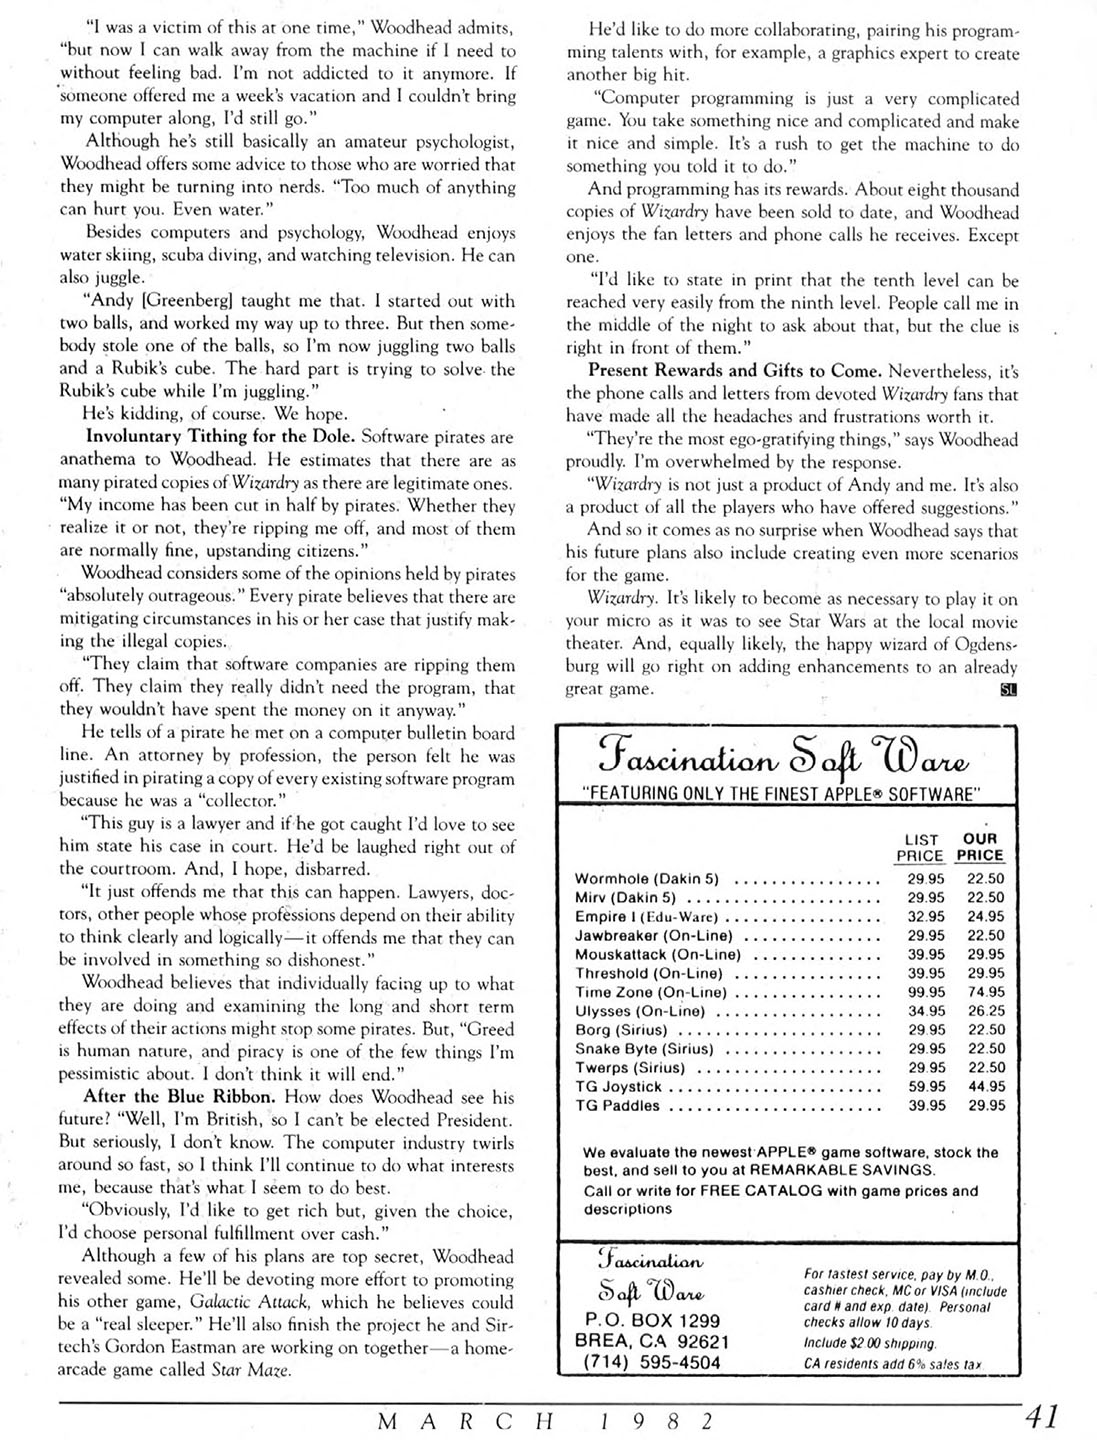 “I was a victim of this at one time,” Woodhead admits,
“but now I can walk away from the machine if I need to
without feeling bad. I’m not addicted to it anymore. If
someone offered me a week’s vacation and I couldn’t bring
my computer along, I’d still go.”
Although he’s still basically an amateur psychologist,
Woodhead offers some advice to those who are worried that
they might be turning into nerds. “Too much of anything
can hurt you. Even water.”
Besides computers and psychology, Woodhead enjoys
water skiing, scuba diving, and watching television. He can
also juggle.
“Andy [Greenberg] taught me that. I started out with
two balls, and worked my way up to three. But then some-
body stole one of the balls, so I’m now juggling two balls
and a Rubik’s cube. The hard part is trying to solve the
Rubik’s cube while I’m juggling.”
He’s kidding, of course. We hope.
Involuntary Tithing for the Dole. Software pirates are
anathema to Woodhead. He estimates that there are as
many pirated copies of Wizardry as there are legitimate ones.
“My income has been cut in half by pirates. Whether they
realize it or not, they’re ripping me off, and most of them
are normally fine, upstanding citizens.”
Woodhead considers some of the opinions held by pirates
“absolutely outrageous.” Every pirate believes that there are
mitigating circumstances in his or her case that justify mak-
ing the illegal copies.
“They claim that software companies are ripping them
off. They claim they really didn’t need the program, that
they wouldn’t have spent the money on it anyway.”
He tells of a pirate he met on a computer bulletin board
line. An attorney by profession, the person felt he was
justified in pirating a copy of every existing software program
because he was a “collector.”
“This guy is a lawyer and if he got caught I’d love to see
him state his case in court. He’d be laughed right out of
the courtroom. And, I hope, disbarred.
“It just offends me that this can happen. Lawyers, doc-
tors, other people whose professions depend on their ability
to think clearly and logically—it offends me that they can
be involved in something so dishonest.”
Woodhead believes that individually facing up to what
they are doing and examining the long and short term
effects of their actions might stop some pirates. But, “Greed
is human nature, and piracy is one of the few things I’m
pessimistic about. I don’t think it will end.”
After the Blue Ribbon. How does Woodhead see his
future? “Well, I’m British, so I can’t be elected President.
But seriously, I don’t know. The computer industry twirls
around so fast, so I think I’ll continue to do what interests
me, because that’s what I seem to do best.
“Obviously, I’d like to get rich but, given the choice,
I’d choose personal fulfillment over cash.”
Although a few of his plans are top secret, Woodhead
revealed some. He’ll be devoting more effort to promoting
his other game, Galactic Attack, which he believes could
be a “real sleeper.” He’ll also finish the project he and Sir-
tech’s Gordon Eastman are working on together—a home-
arcade game called Star Maze.
He’d like to do more collaborating, pairing his program-
ming talents with, for example, a graphics expert to create
another big hit.
“Computer programming is just a very complicated
game. You take something nice and complicated and make
it nice and simple. It’s a rush to get the machine to do
something you told it to do.”
And programming has its rewards. About eight thousand
copies of Wizardry have been sold to date, and Woodhead
enjoys the fan letters and phone calls he receives. Except
one.
“I’d like to state in print that the tenth level can be
reached very easily from the ninth level. People call me in
the middle of the night to ask about that, but the clue is
right in front of them.”
Present Rewards and Gifts to Come. Nevertheless, it’s
the phone calls and letters from devoted Wizardry fans that
have made all the headaches and frustrations worth it.
“They’re the most ego-gratifying things,” says Woodhead
proudly. I’m overwhelmed by the response.
“Wizardry is not just a product of Andy and me. It’s also
a product of all the players who have offered suggestions.”
And so it comes as no surprise when Woodhead says that
his future plans also include creating even more scenarios
for the game.
Wizardry. It’s likely to become as necessary to play it on
your micro as it was to see Star Wars at the local movie
theater. And, equally likely, the happy wizard of Ogdens-
burg will go right on adding enhancements to an already
great game. SL
Fascination Soft Ware
"FEATURING ONLY THE FINEST APPLE® SOFTWARE"
LIST OUR
PRICE PRICE
Wormhole (Dakin 5) ................ 29.95 22.50
Mirv (Dakin 5) ..................... 29.95 22.50
Empire I (Edu-Ware) ................. 32.95 24.95
Jawbreaker (On-Line) ............... 29.95 22.50
Mouskattack (On-Line) .............. 39.95 29.95
Threshold (On-Line) ................ 39.95 29.95
Time Zone (On-Line) ................ 99.95 74.95
Ulysses (On-Line) .................. 34.95 26.25
Borg (Sirius) ...................... 29.95 22.50
Snake Byte (Sirius) ................. 29.95 22.50
Twerps (Sirius) .................... 29.95 22.50
TG Joystick ....................... 59.95 44.95
TG Paddles ....................... 39.95 29.95
We evaluate the newest APPLE® game software, stock the
best, and sell to you at REMARKABLE SAVINGS.
Call or write for FREE CATALOG with game prices and
descriptions
Fascination
Soft Ware
P.O. BOX 1299
BREA, CA 92621
(714) 595-4504
For fastest service, pay by M.O.,
cashier check, MC or VISA (include
card # and exp. date). Personal
checks allow 10 days.
Include $2.00 shipping.
CA residents add 6% sales tax
MARCH 1982 41